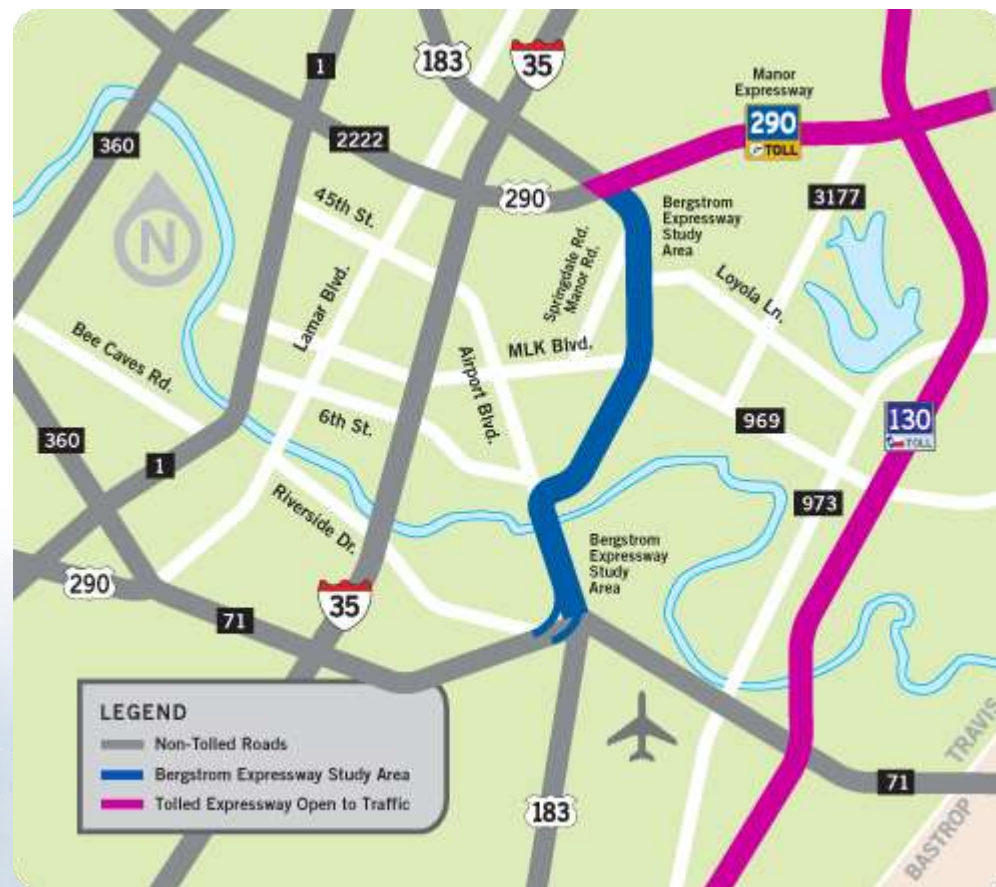 1
183
35
Manor
Expressway
290
TOLL
360
2222
290
3177
45th St.
N
Bergstrom
Expressway
Study
Area
Springdale Rd.
Manor Rd.
Loyola Ln.
Lamar Blvd.
Bee Caves Rd.
MLK Blvd.
Airport Blvd.
6th St.
969
130
TOLL
360
1
973
Riverside Dr.
Bergstrom
Expressway
Study
Area
290
35
71
LEGEND
Non-Tolled Roads
Bergstrom Expressway Study Area
Tolled Expressway Open to Traffic
183
71
TRAVIS
BASTROP